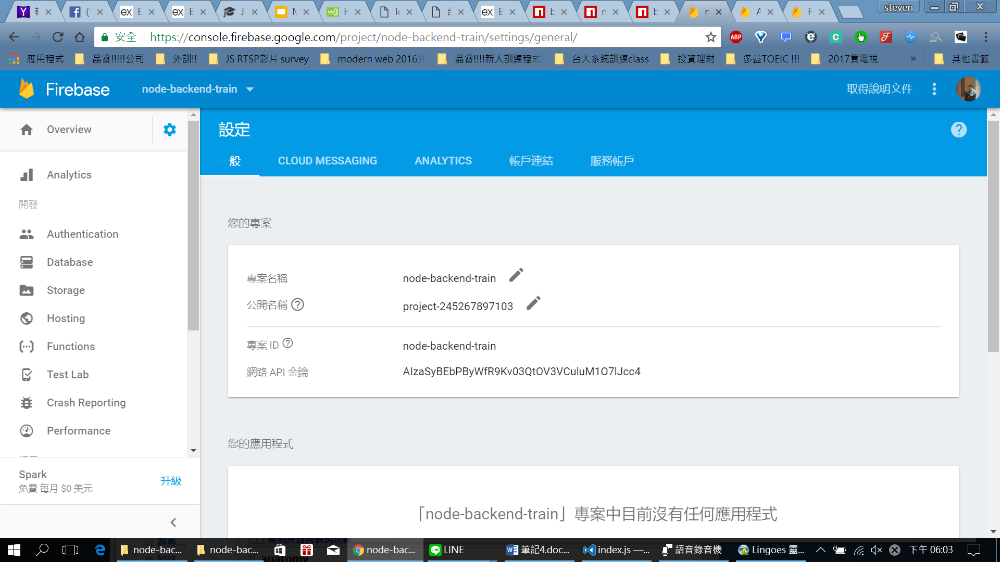 steven
安全
https://console.firebase.google.com/project/node-backend-train/settings/general/
應用程式
晶睿!!!!!公司
外訓!!
JS RTSP影片 survey
modern web 2016外
晶睿!!!!新人訓練程式
台大系統訓練class
投資理財
多益TOEIC !!!
2017買電視
»
其他書籤
Firebase
node-backend-train
取得說明文件
Overview
設定
一般
CLOUD MESSAGING
ANALYTICS
帳戶連結
服務帳戶
Analytics
開發
Authentication
Database
Storage
Hosting
Functions
Test Lab
Crash Reporting
Performance
Spark
免費 每月 $0 美元
升級
您的專案
專案名稱
node-backend-train
公開名稱
project-245267897103
專案 ID
node-backend-train
網路 API 金鑰
AIzaSyBEbPByWfR9Kv03QtOV3VCuluM1O7lJcc4
您的應用程式
「node-backend-train」專案中目前沒有任何應用程式
node-bac...
node-bac...
node-bac...
LINE
筆記4.doc...
index.js —...
語音錄音機
Lingoes 靈...
下午 06:03